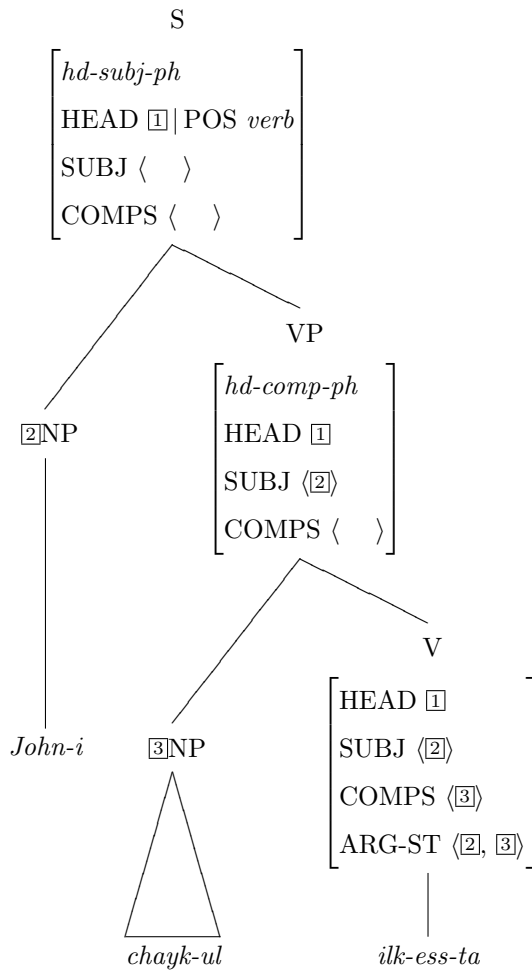 S
hd-subj-ph
HEAD 1 | POS verb
SUBJ ⟨ ⟩
COMPS ⟨ ⟩
VP
hd-comp-ph
HEAD 1
SUBJ ⟨2⟩
COMPS ⟨ ⟩
2NP
V
HEAD 1
SUBJ ⟨2⟩
COMPS ⟨3⟩
ARG-ST ⟨2, 3⟩
John-i
3NP
chayk-ul
ilk-ess-ta